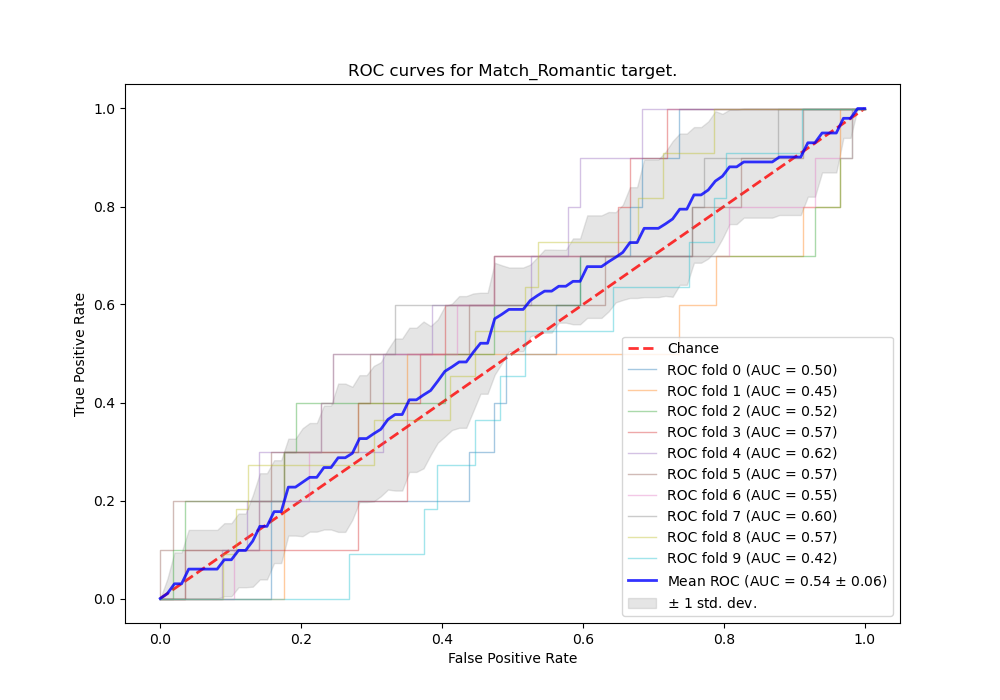 ROC curves for Match_Romantic target.
True Positive Rate
1.0
0.8
0.6
0.4
0.2
0.0
Chance
ROC fold 0 (AUC = 0.50)
ROC fold 1 (AUC = 0.45)
ROC fold 2 (AUC = 0.52)
ROC fold 3 (AUC = 0.57)
ROC fold 4 (AUC = 0.62)
ROC fold 5 (AUC = 0.57)
ROC fold 6 (AUC = 0.55)
ROC fold 7 (AUC = 0.60)
ROC fold 8 (AUC = 0.57)
ROC fold 9 (AUC = 0.42)
Mean ROC (AUC = 0.54 ± 0.06)
± 1 std. dev.
0.0 0.2 0.4 0.6 0.8 1.0
False Positive Rate